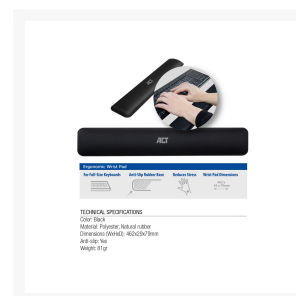 ACT
Ergonomic Wrist Pad
For Full-Size Keyboards Anti-Slip Rubber Base Reduces Stress Wrist Pad Dimensions
TECHNICAL SPECIFICATIONS
Color: Black
Material: Polyester, Natural rubber
Dimensions (WxHxD): 462x26x79mm
Anti-slip: Yes
Weight: 81gr